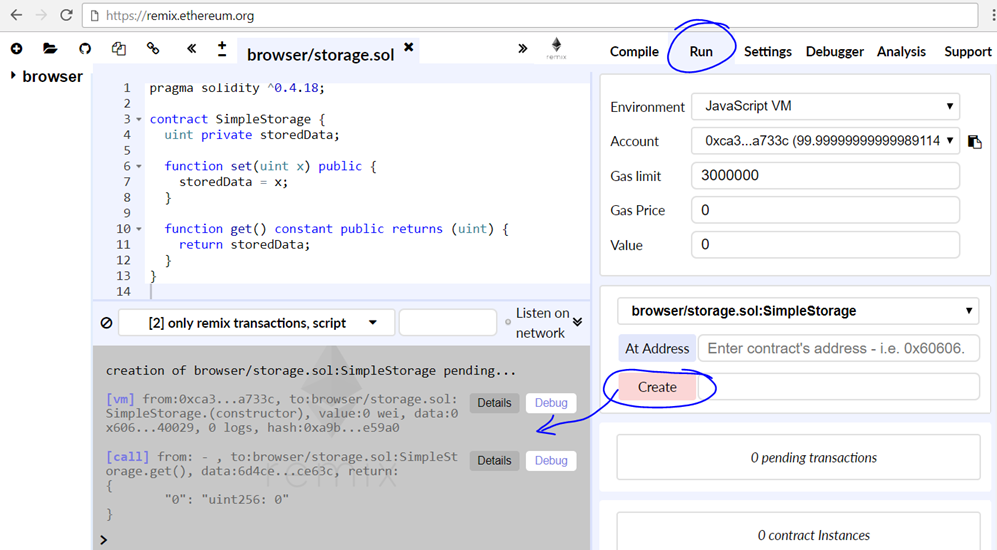 https://remix.ethereum.org
browser/storage.sol
remix
Compile Run Settings Debugger Analysis Support
browser
1 pragma solidity ^0.4.18;
2
3 contract SimpleStorage {
4 uint private storedData;
5
6 function set(uint x) public {
7 storedData = x;
8 }
9
10 function get() constant public returns (uint) {
11 return storedData;
12 }
13 }
14
[2] only remix transactions, script
Listen on
network
creation of browser/storage.sol:SimpleStorage pending...
[vm] from:0xca3...a733c, to:browser/storage.sol:
SimpleStorage.(constructor), value:0 wei, data:0
x606...40029, 0 logs, hash:0xa9b...e59a0
Details Debug
[call] from: - , to:browser/storage.sol:SimpleSt
orage.get(), data:6d4ce...ce63c, return:
{
"0": "uint256: 0"
}
Details Debug
remix
>
Environment JavaScript VM
Account 0xca3...a733c (99.99999999999989114
Gas limit 3000000
Gas Price 0
Value 0
browser/storage.sol:SimpleStorage
At Address Enter contract's address - i.e. 0x60606.
Create
0 pending transactions
0 contract Instances